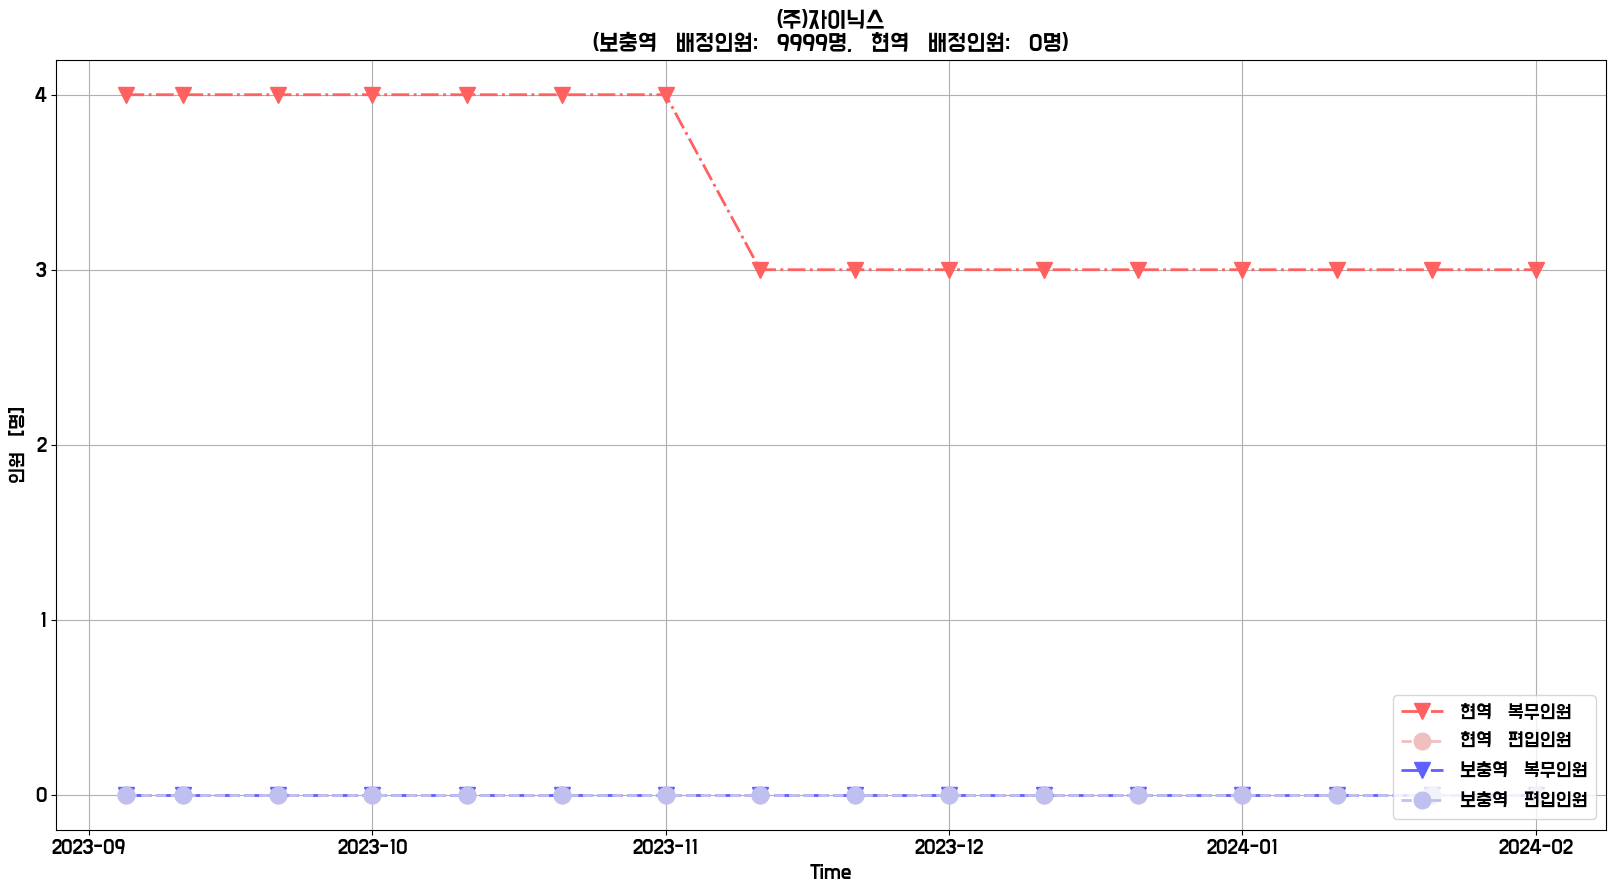 (주)자이닉스
(보충역 배정인원: 9999명, 현역 배정인원: 0명)
4
3
2
1
0
인원 [명]
현역 복무인원
현역 편입인원
보충역 복무인원
보충역 편입인원
2023-09 2023-10 2023-11 2023-12 2024-01 2024-02
Time